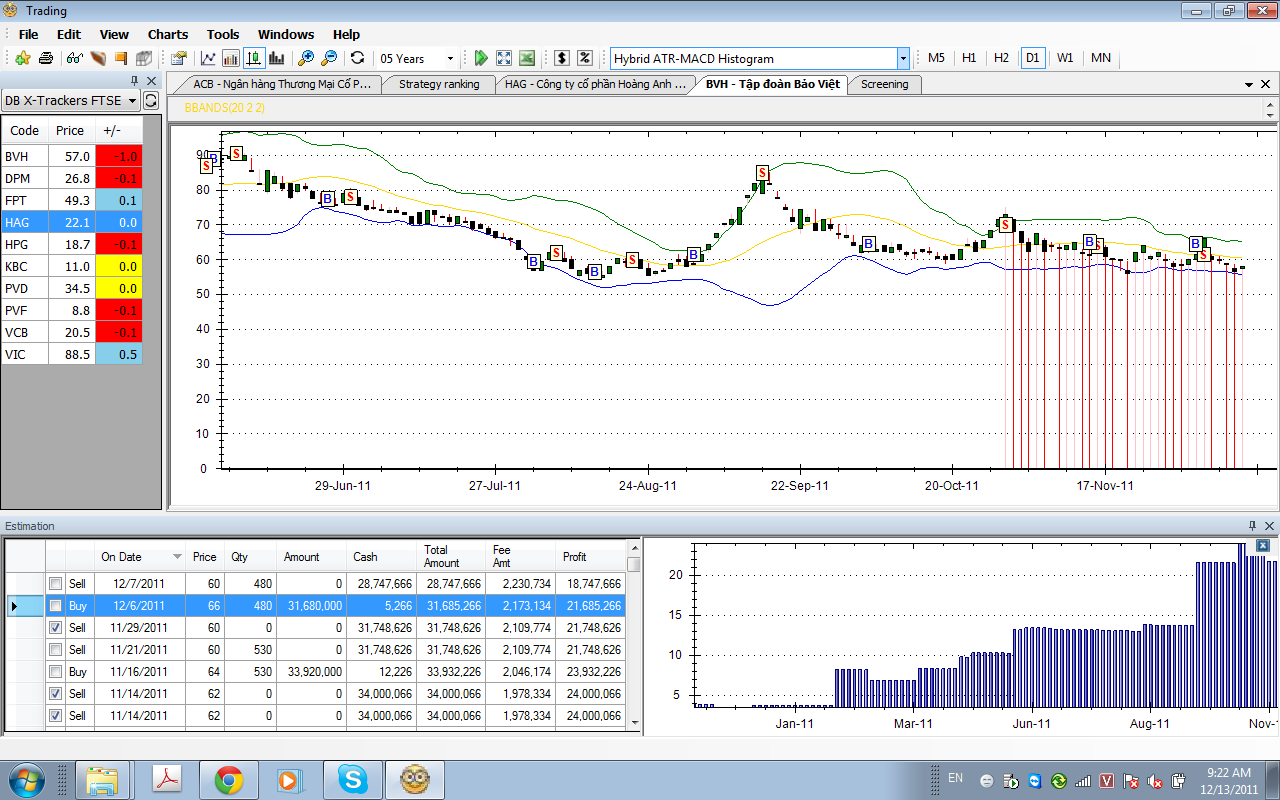 Trading
File Edit View Charts Tools Windows Help
05 Years Hybrid ATR-MACD Histogram M5 H1 H2 D1 W1 MN
DB X-Trackers FTSE
Code Price +/-
BVH 57.0 -1.0
DPM 26.8 -0.1
FPT 49.3 0.1
HAG 22.1 0.0
HPG 18.7 -0.1
KBC 11.0 0.0
PVD 34.5 0.0
PVF 8.8 -0.1
VCB 20.5 -0.1
VIC 88.5 0.5
ACB - Ngân hàng Thương Mại Cổ P... Strategy ranking HAG - Công ty cổ phần Hoàng Anh ... BVH - Tập đoàn Bảo Việt Screening
BBANDS(20 2 2)
90
80
70
60
50
40
30
20
10
0
S B S B S B S B S B S B S B S B S
29-Jun-11 27-Jul-11 24-Aug-11 22-Sep-11 20-Oct-11 17-Nov-11
Estimation
On Date Price Qty Amount Cash Total Amount Fee Amt Profit
Sell 12/7/2011 60 480 0 28,747,666 28,747,666 2,230,734 18,747,666
Buy 12/6/2011 66 480 31,680,000 5,266 31,685,266 2,173,134 21,685,266
Sell 11/29/2011 60 0 0 31,748,626 31,748,626 2,109,774 21,748,626
Sell 11/21/2011 60 530 0 31,748,626 31,748,626 2,109,774 21,748,626
Buy 11/16/2011 64 530 33,920,000 12,226 33,932,226 2,046,174 23,932,226
Sell 11/14/2011 62 0 0 34,000,066 34,000,066 1,978,334 24,000,066
Sell 11/14/2011 62 0 0 34,000,066 34,000,066 1,978,334 24,000,066
20
15
10
5
Jan-11 Mar-11 Jun-11 Aug-11 Nov-
EN
9:22 AM
12/13/2011